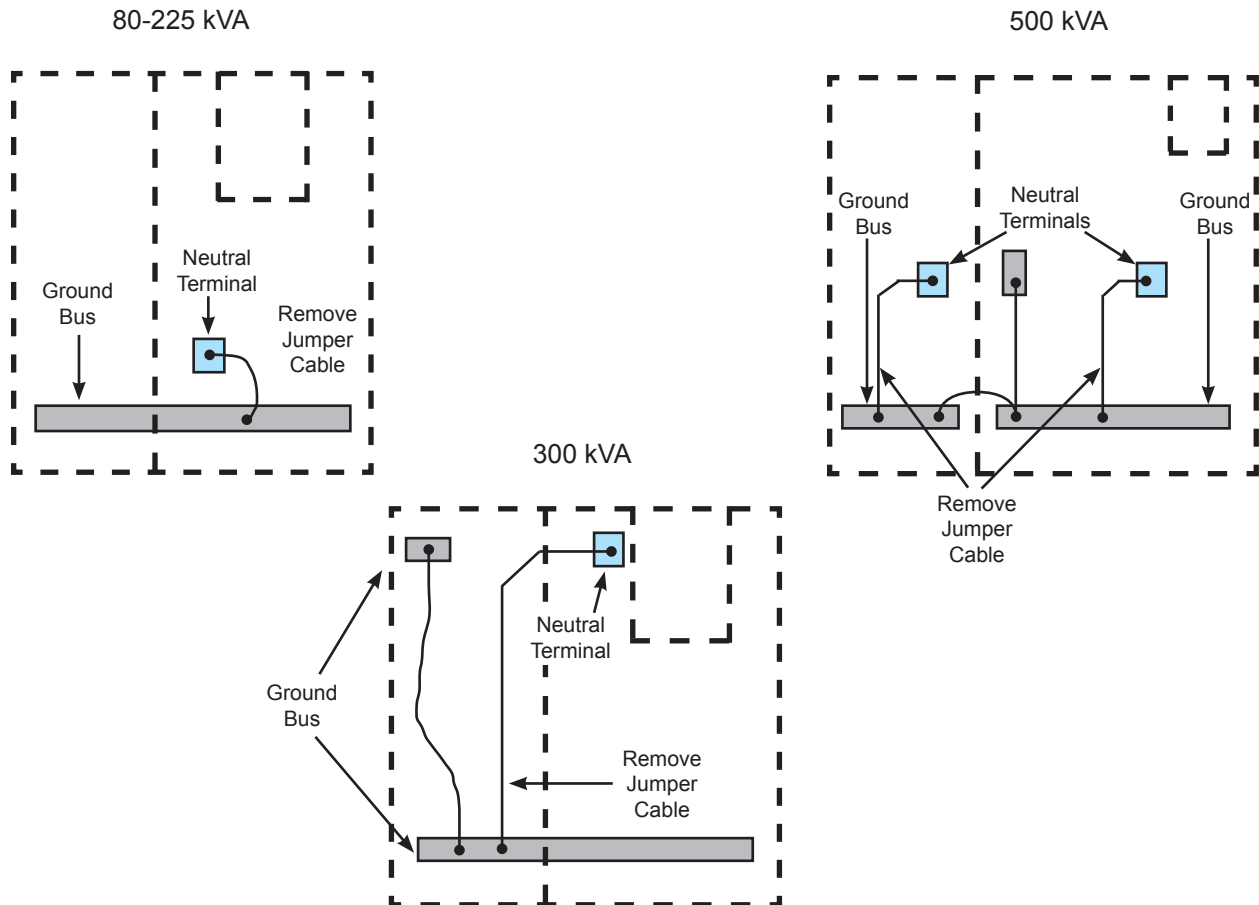 80-225 kVA
Neutral
Terminal
Ground
Bus
Remove
Jumper
Cable
500 kVA
Ground
Bus
Neutral
Terminals
Ground
Bus
Remove
Jumper
Cable
300 kVA
Neutral
Terminal
Ground
Bus
Remove
Jumper
Cable